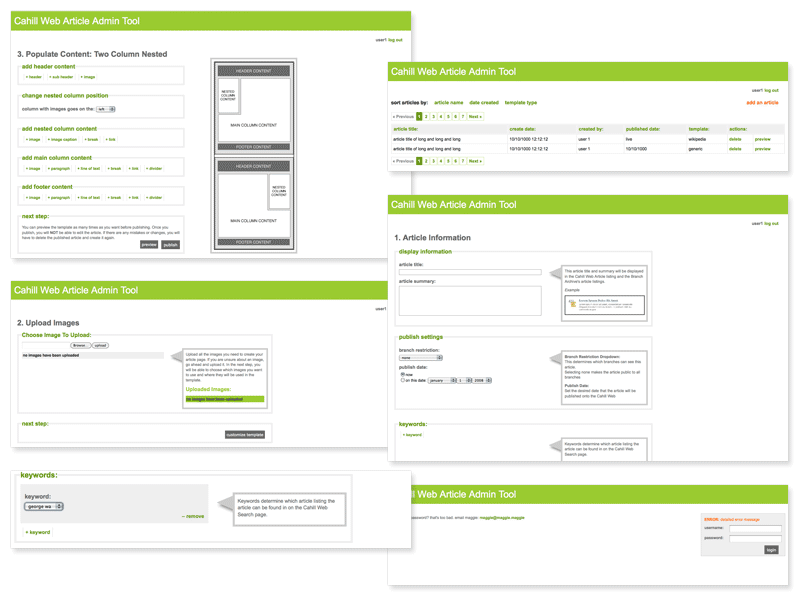 Cahill Web Article Admin Tool
user1 log out
3. Populate Content: Two Column Nested
add header content
+ header + sub header + image
change nested column position
column with images goes on the: left
add nested column content
+ image + image caption + break + link
add main column content
+ image + paragraph + line of text + break + link + divider
add footer content
+ image + paragraph + line of text + break + link + divider
next step:
You can preview the template as many times as you want before publishing. Once you
publish, you will NOT be able to edit the article. If there are any mistakes or changes, you will
have to delete the published article and create it again.
preview publish
HEADER CONTENT
NESTED
COLUMN
CONTENT
MAIN COLUMN CONTENT
FOOTER CONTENT
HEADER CONTENT
NESTED
COLUMN
CONTENT
MAIN COLUMN CONTENT
FOOTER CONTENT
Cahill Web Article Admin Tool
user1 log out
sort articles by: article name date created template type
add an article
« Previous 1 2 3 4 5 6 7 Next »
article title: create date: created by: published date: template: actions:
article title of long and long and long 10/10/1000 12:12:12 user 1 live wikipedia delete preview
article title of long and long and long 10/10/1000 12:12:12 user 1 10/10/1000 generic delete preview
« Previous 1 2 3 4 5 6 7 Next »
Cahill Web Article Admin Tool
user1 log out
1. Article Information
display information
article title:
article summary:
This article title and summary will be displayed
in the Cahill Web Article listing and the Branch
Archive's article listings.
Example
publish settings
branch restriction:
none
publish date:
now
on this date january 1 2008
Branch Restriction Dropdown:
This determines which branches can see this
article.
Selecting none makes the article public to all
branches
Publish Date:
Set the desired date that the article will be
published onto the Cahill Web
keywords:
+ keyword
Keywords determine which article listing the
article can be found in on the Cahill Web
Search page.
Cahill Web Article Admin Tool
user1
2. Upload Images
Choose Image To Upload:
Browse... upload
no images have been uploaded
Upload all the images you need to create your
article page. If you are unsure about an image,
go ahead and upload it. In the next step, you
will be able to choose which images you want
to use and where they will be used in the
template.
Uploaded Images:
no images have been uploaded
next step:
customize template
keywords:
keyword:
george wa
– remove
+ keyword
Keywords determine which article listing the
article can be found in on the Cahill Web
Search page.
ll Web Article Admin Tool
password? that's too bad. email maggie: maggie@maggie.maggie
ERROR: detailed error message
username:
password:
login